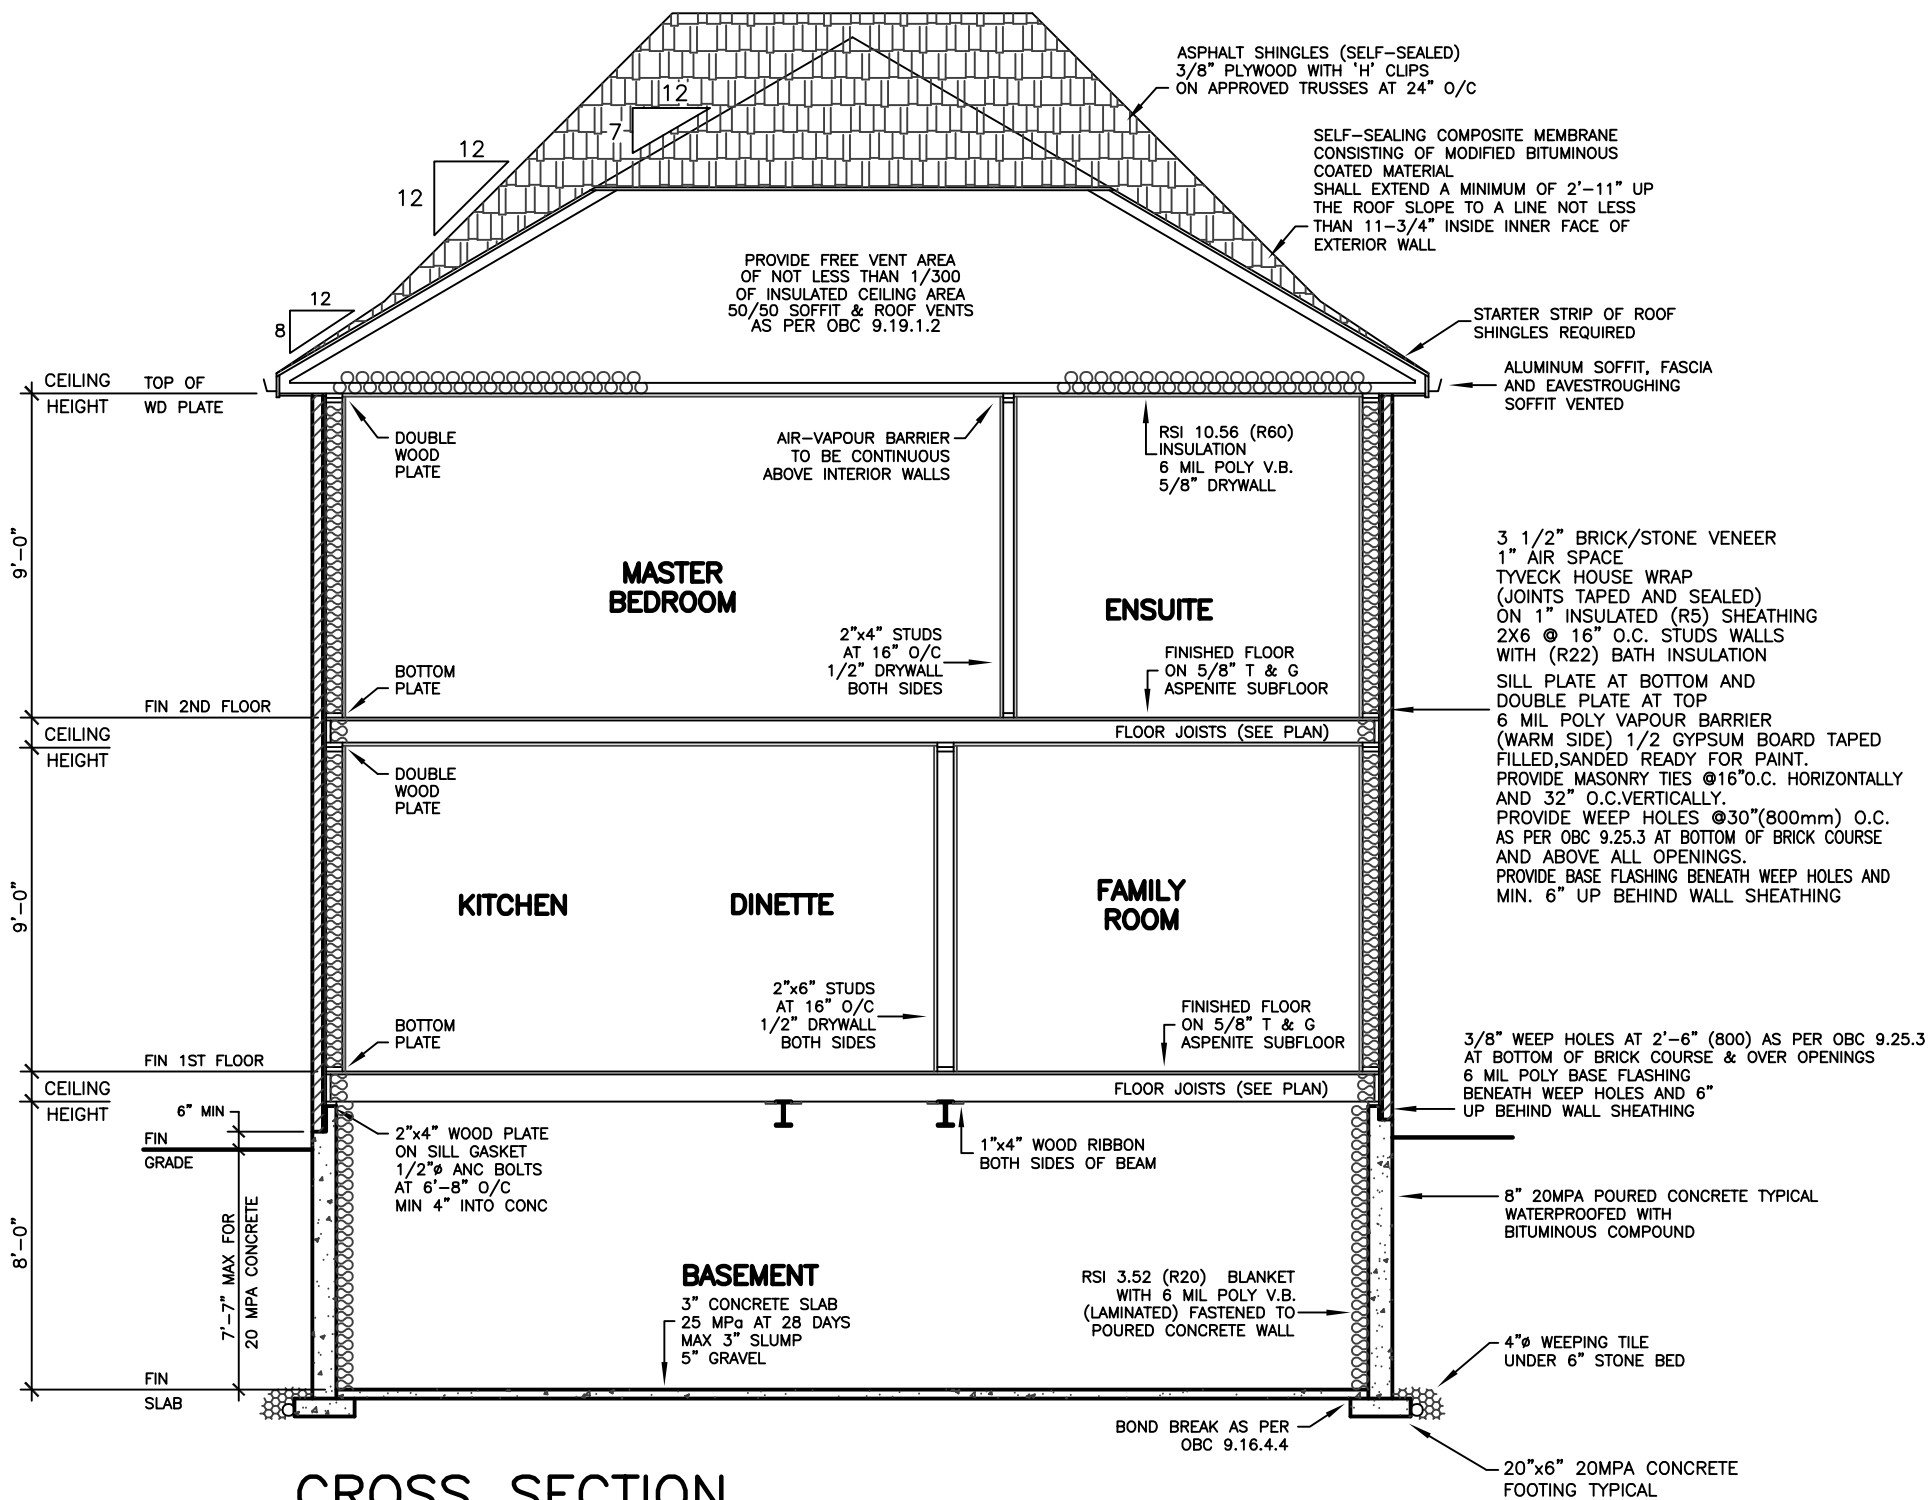 ASPHALT SHINGLES (SELF-SEALED)
3/8" PLYWOOD WITH 'H' CLIPS
ON APPROVED TRUSSES AT 24" O/C
12
7
12
12
12
8
SELF-SEALING COMPOSITE MEMBRANE
CONSISTING OF MODIFIED BITUMINOUS
COATED MATERIAL
SHALL EXTEND A MINIMUM OF 2'-11" UP
THE ROOF SLOPE TO A LINE NOT LESS
THAN 11-3/4" INSIDE INNER FACE OF
EXTERIOR WALL
PROVIDE FREE VENT AREA
OF NOT LESS THAN 1/300
OF INSULATED CEILING AREA
50/50 SOFFIT & ROOF VENTS
AS PER OBC 9.19.1.2
STARTER STRIP OF ROOF
SHINGLES REQUIRED
ALUMINUM SOFFIT, FASCIA
AND EAVESTROUGHING
SOFFIT VENTED
CEILING
HEIGHT
TOP OF
WD PLATE
DOUBLE
WOOD
PLATE
AIR-VAPOUR BARRIER
TO BE CONTINUOUS
ABOVE INTERIOR WALLS
RSI 10.56 (R60)
INSULATION
6 MIL POLY V.B.
5/8" DRYWALL
9'-0"
MASTER
BEDROOM
ENSUITE
2"x4" STUDS
AT 16" O/C
1/2" DRYWALL
BOTH SIDES
FINISHED FLOOR
ON 5/8" T & G
ASPENITE SUBFLOOR
BOTTOM
PLATE
FIN 2ND FLOOR
3 1/2" BRICK/STONE VENEER
1" AIR SPACE
TYVECK HOUSE WRAP
(JOINTS TAPED AND SEALED)
ON 1" INSULATED (R5) SHEATHING
2X6 @ 16" O.C. STUDS WALLS
WITH (R22) BATH INSULATION
SILL PLATE AT BOTTOM AND
DOUBLE PLATE AT TOP
6 MIL POLY VAPOUR BARRIER
(WARM SIDE) 1/2 GYPSUM BOARD TAPED
FILLED,SANDED READY FOR PAINT.
PROVIDE MASONRY TIES @16"O.C. HORIZONTALLY
AND 32" O.C.VERTICALLY.
PROVIDE WEEP HOLES @30"(800mm) O.C.
AS PER OBC 9.25.3 AT BOTTOM OF BRICK COURSE
AND ABOVE ALL OPENINGS.
PROVIDE BASE FLASHING BENEATH WEEP HOLES AND
MIN. 6" UP BEHIND WALL SHEATHING
CEILING
HEIGHT
FLOOR JOISTS (SEE PLAN)
DOUBLE
WOOD
PLATE
9'-0"
KITCHEN
DINETTE
FAMILY
ROOM
2"x6" STUDS
AT 16" O/C
1/2" DRYWALL
BOTH SIDES
FINISHED FLOOR
ON 5/8" T & G
ASPENITE SUBFLOOR
BOTTOM
PLATE
FIN 1ST FLOOR
CEILING
HEIGHT
FLOOR JOISTS (SEE PLAN)
3/8" WEEP HOLES AT 2'-6" (800) AS PER OBC 9.25.3
AT BOTTOM OF BRICK COURSE & OVER OPENINGS
6 MIL POLY BASE FLASHING
BENEATH WEEP HOLES AND 6"
UP BEHIND WALL SHEATHING
6" MIN
FIN
GRADE
2"x4" WOOD PLATE
ON SILL GASKET
1/2"ø ANC BOLTS
AT 6'-8" O/C
MIN 4" INTO CONC
1"x4" WOOD RIBBON
BOTH SIDES OF BEAM
8" 20MPA POURED CONCRETE TYPICAL
WATERPROOFED WITH
BITUMINOUS COMPOUND
8'-0"
7'-7" MAX FOR
20 MPA CONCRETE
BASEMENT
3" CONCRETE SLAB
25 MPa AT 28 DAYS
MAX 3" SLUMP
5" GRAVEL
RSI 3.52 (R20) BLANKET
WITH 6 MIL POLY V.B.
(LAMINATED) FASTENED TO
POURED CONCRETE WALL
4"ø WEEPING TILE
UNDER 6" STONE BED
FIN
SLAB
BOND BREAK AS PER
OBC 9.16.4.4
20"x6" 20MPA CONCRETE
FOOTING TYPICAL
CROSS SECTION